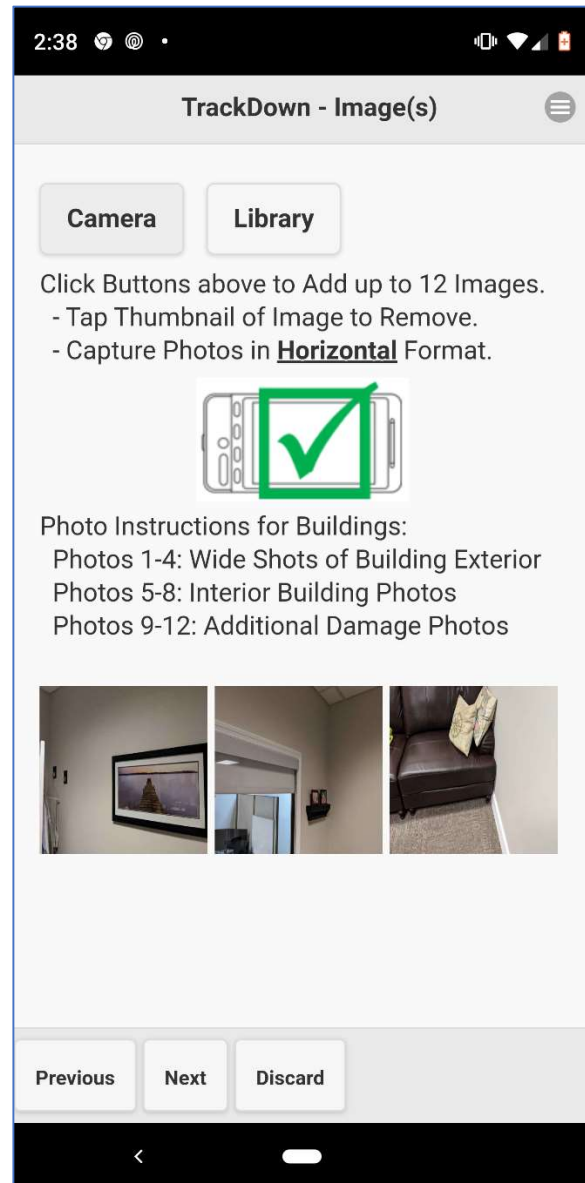 2:38
TrackDown - Image(s)
Camera
Library
Click Buttons above to Add up to 12 Images.
- Tap Thumbnail of Image to Remove.
- Capture Photos in Horizontal Format.
Photo Instructions for Buildings:
Photos 1-4: Wide Shots of Building Exterior
Photos 5-8: Interior Building Photos
Photos 9-12: Additional Damage Photos
Previous
Next
Discard